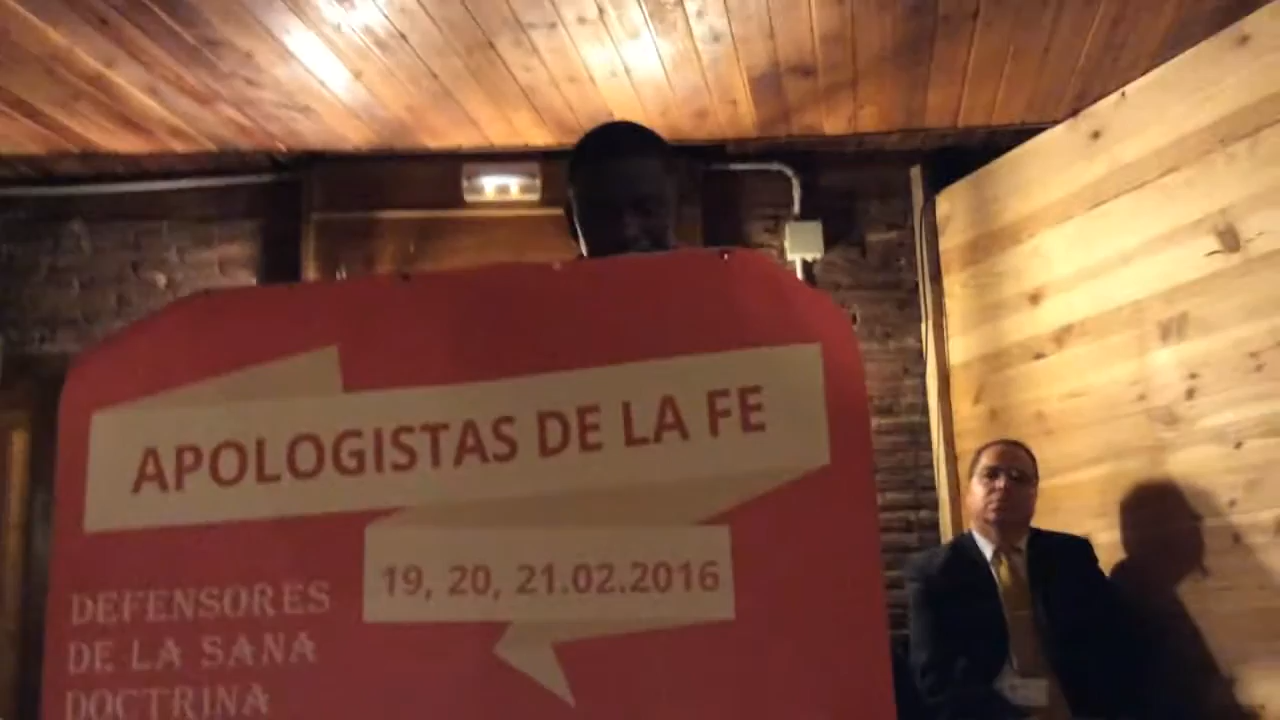 APOLOGISTAS DE LA FE
19, 20, 21.02.2016
DEFENSORES
DE LA SANA
DOCTRINA